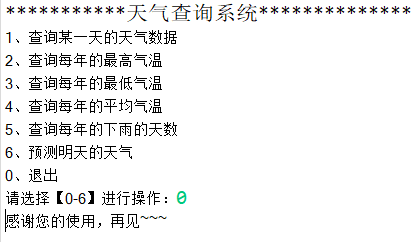 ***********天气查询系统**************
1、查询某一天的天气数据
2、查询每年的最高气温
3、查询每年的最低气温
4、查询每年的平均气温
5、查询每年的下雨的天数
6、预测明天的天气
0、退出
请选择【0-6】进行操作：0
感谢您的使用，再见~~~